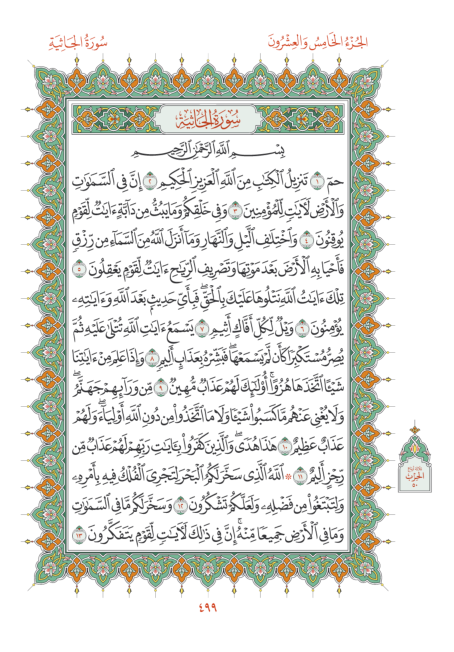 سُورَةُ الجَاثِيَةِ
الجُزْءُ الخَامِسُ وَالعِشْرُونَ
سُورَةُ الجَاثِيَةِ
بِسْمِ ٱللَّهِ ٱلرَّحْمَٰنِ ٱلرَّحِيمِ
حمٓ ١ تَنزِيلُ ٱلْكِتَٰبِ مِنَ ٱللَّهِ ٱلْعَزِيزِ ٱلْحَكِيمِ ٢ إِنَّ فِى ٱلسَّمَٰوَٰتِ
وَٱلْأَرْضِ لَءَايَٰتٍ لِّلْمُؤْمِنِينَ ٣ وَفِى خَلْقِكُمْ وَمَا يَبُثُّ مِن دَآبَّةٍ ءَايَٰتٌ لِّقَوْمٍ
يُوقِنُونَ ٤ وَٱخْتِلَٰفِ ٱلَّيْلِ وَٱلنَّهَارِ وَمَآ أَنزَلَ ٱللَّهُ مِنَ ٱلسَّمَآءِ مِن رِّزْقٍ
فَأَحْيَا بِهِ ٱلْأَرْضَ بَعْدَ مَوْتِهَا وَتَصْرِيفِ ٱلرِّيَٰحِ ءَايَٰتٌ لِّقَوْمٍ يَعْقِلُونَ ٥
تِلْكَ ءَايَٰتُ ٱللَّهِ نَتْلُوهَا عَلَيْكَ بِٱلْحَقِّۖ فَبِأَىِّ حَدِيثٍۭ بَعْدَ ٱللَّهِ وَءَايَٰتِهِۦ
يُؤْمِنُونَ ٦ وَيْلٌ لِّكُلِّ أَفَّاكٍ أَثِيمٍ ٧ يَسْمَعُ ءَايَٰتِ ٱللَّهِ تُتْلَىٰ عَلَيْهِ ثُمَّ
يُصِرُّ مُسْتَكْبِرًا كَأَن لَّمْ يَسْمَعْهَاۖ فَبَشِّرْهُ بِعَذَابٍ أَلِيمٍ ٨ وَإِذَا عَلِمَ مِنْ ءَايَٰتِنَا
شَيْـًٔا ٱتَّخَذَهَا هُزُوًاۚ أُو۟لَٰٓئِكَ لَهُمْ عَذَابٌ مُّهِينٌ ٩ مِّن وَرَآئِهِمْ جَهَنَّمُۖ
وَلَا يُغْنِى عَنْهُم مَّا كَسَبُوا۟ شَيْـًٔا وَلَا مَا ٱتَّخَذُوا۟ مِن دُونِ ٱللَّهِ أَوْلِيَآءَۖ وَلَهُمْ
عَذَابٌ عَظِيمٌ ١٠ هَٰذَا هُدًىۖ وَٱلَّذِينَ كَفَرُوا۟ بِـَٔايَٰتِ رَبِّهِمْ لَهُمْ عَذَابٌ مِّن
رِّجْزٍ أَلِيمٌ ١١ ۞ ٱللَّهُ ٱلَّذِى سَخَّرَ لَكُمُ ٱلْبَحْرَ لِتَجْرِىَ ٱلْفُلْكُ فِيهِ بِأَمْرِهِۦ
وَلِتَبْتَغُوا۟ مِن فَضْلِهِۦ وَلَعَلَّكُمْ تَشْكُرُونَ ١٢ وَسَخَّرَ لَكُم مَّا فِى ٱلسَّمَٰوَٰتِ
وَمَا فِى ٱلْأَرْضِ جَمِيعًا مِّنْهُۚ إِنَّ فِى ذَٰلِكَ لَءَايَٰتٍ لِّقَوْمٍ يَتَفَكَّرُونَ ١٣
الحِزْبِ
٥٠
٤٩٩